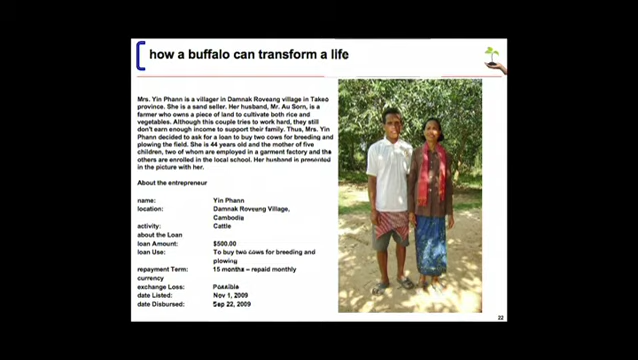 how a buffalo can transform a life
Mrs. Yin Phann is a villager in Damnak Roveang village in Takeo
province. She is a sand seller. Her husband, Mr. Au Sorn, is a
farmer who owns a piece of land to cultivate both rice and
vegetables. Although this couple tries to work hard, they still
don't earn enough income to support their family. Thus, Mrs. Yin
Phann decided to ask for a loan to buy two cows for breeding and
plowing the field. She is 44 years old and the mother of five
children, two of whom are employed in a garment factory and the
others are enrolled in the local school. Her husband is presented
in the picture with her.
About the entrepreneur
name: Yin Phann
location: Damnak Roveang Village,
Cambodia
activity: Cattle
about the Loan
loan Amount: $500.00
loan Use: To buy two cows for breeding and
plowing
repayment Term: 15 months – repaid monthly
currency
exchange Loss: Possible
date Listed: Nov 1, 2009
date Disbursed: Sep 22, 2009
22